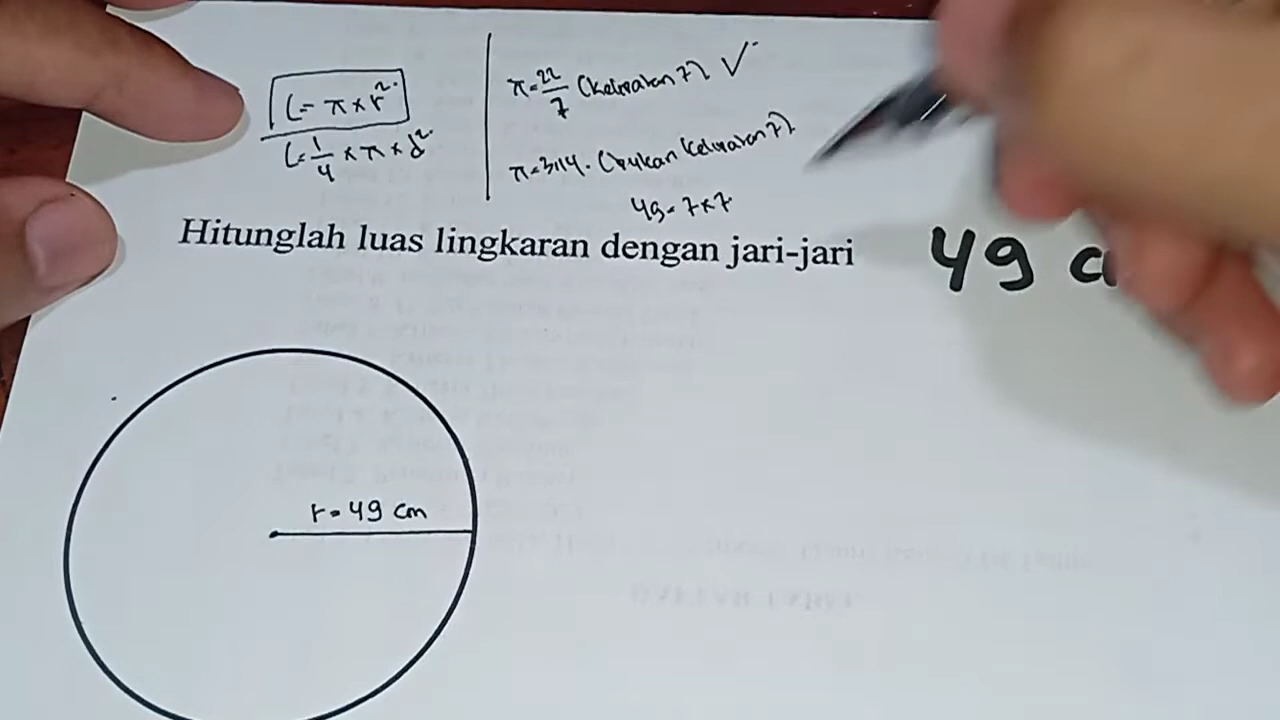 L = π × r²
L = 1/4 × π × d²
π = 22/7 (kelipatan 7) √
π = 3,14. (bukan kelipatan 7)
49 = 7 × 7
Hitunglah luas lingkaran dengan jari-jari 49 c
r = 49 cm